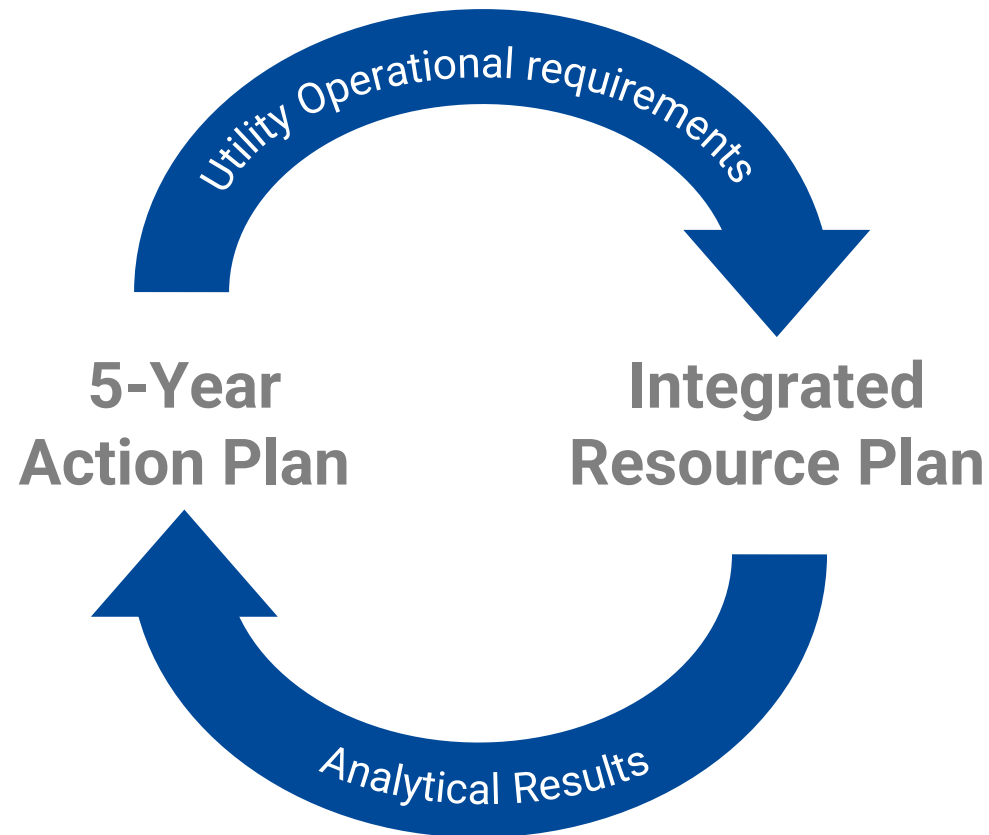 Utility Operational requirements
5-Year
Action Plan
Integrated
Resource Plan
Analytical Results